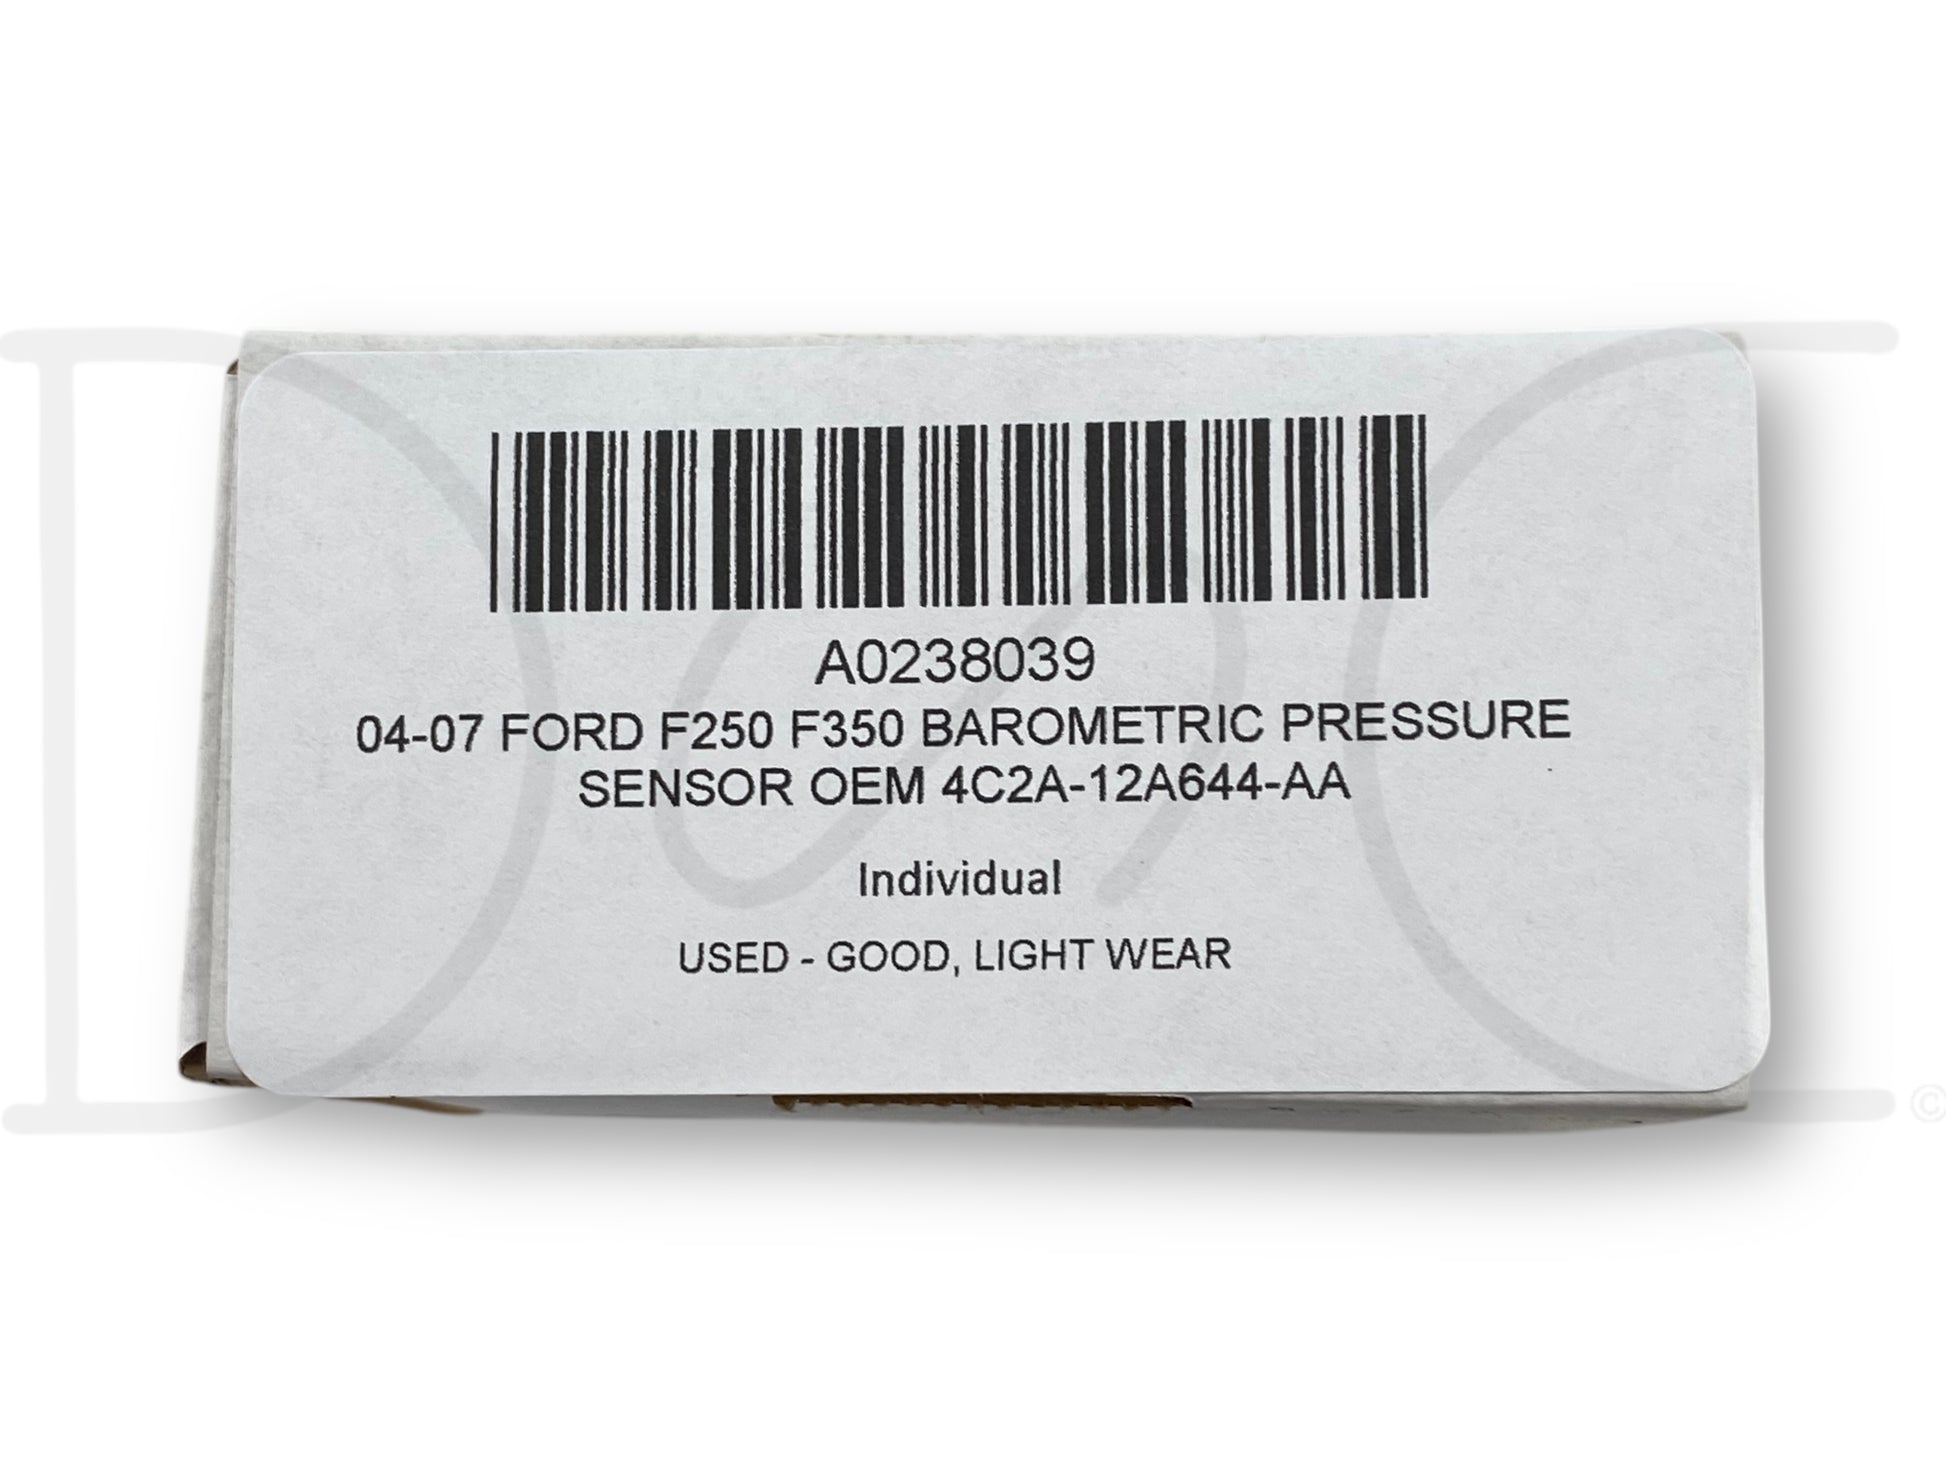 A0238039
04-07 FORD F250 F350 BAROMETRIC PRESSURE
SENSOR OEM 4C2A-12A644-AA
Individual
USED - GOOD, LIGHT WEAR
©